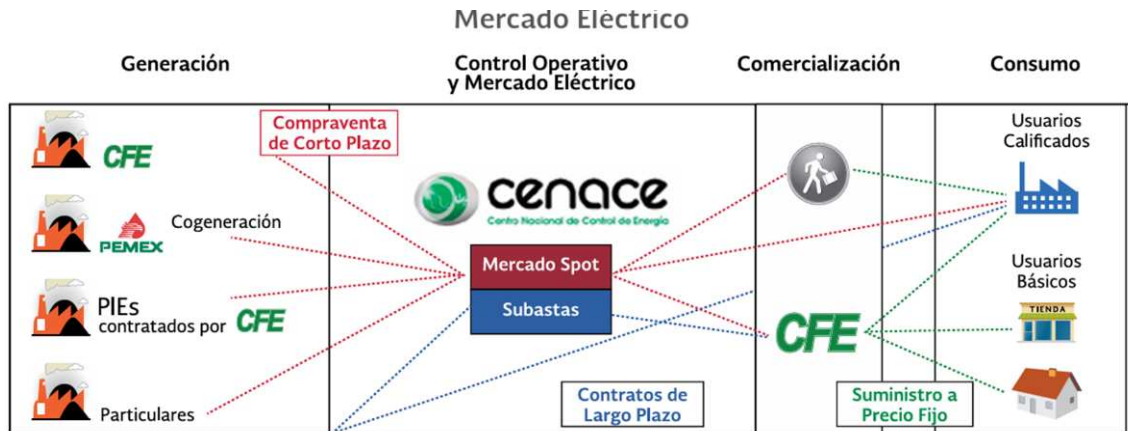 Mercado Eléctrico
Generación
Control Operativo
y Mercado Eléctrico
Comercialización
Consumo
Compraventa
de Corto Plazo
CFE
cenace
Centro Nacional de Control de Energía
Usuarios
Calificados
PEMEX
Cogeneración
Mercado Spot
Subastas
PIEs
contratados por CFE
CFE
Usuarios
Básicos
TIENDA
Particulares
Contratos de
Largo Plazo
Suministro a
Precio Fijo